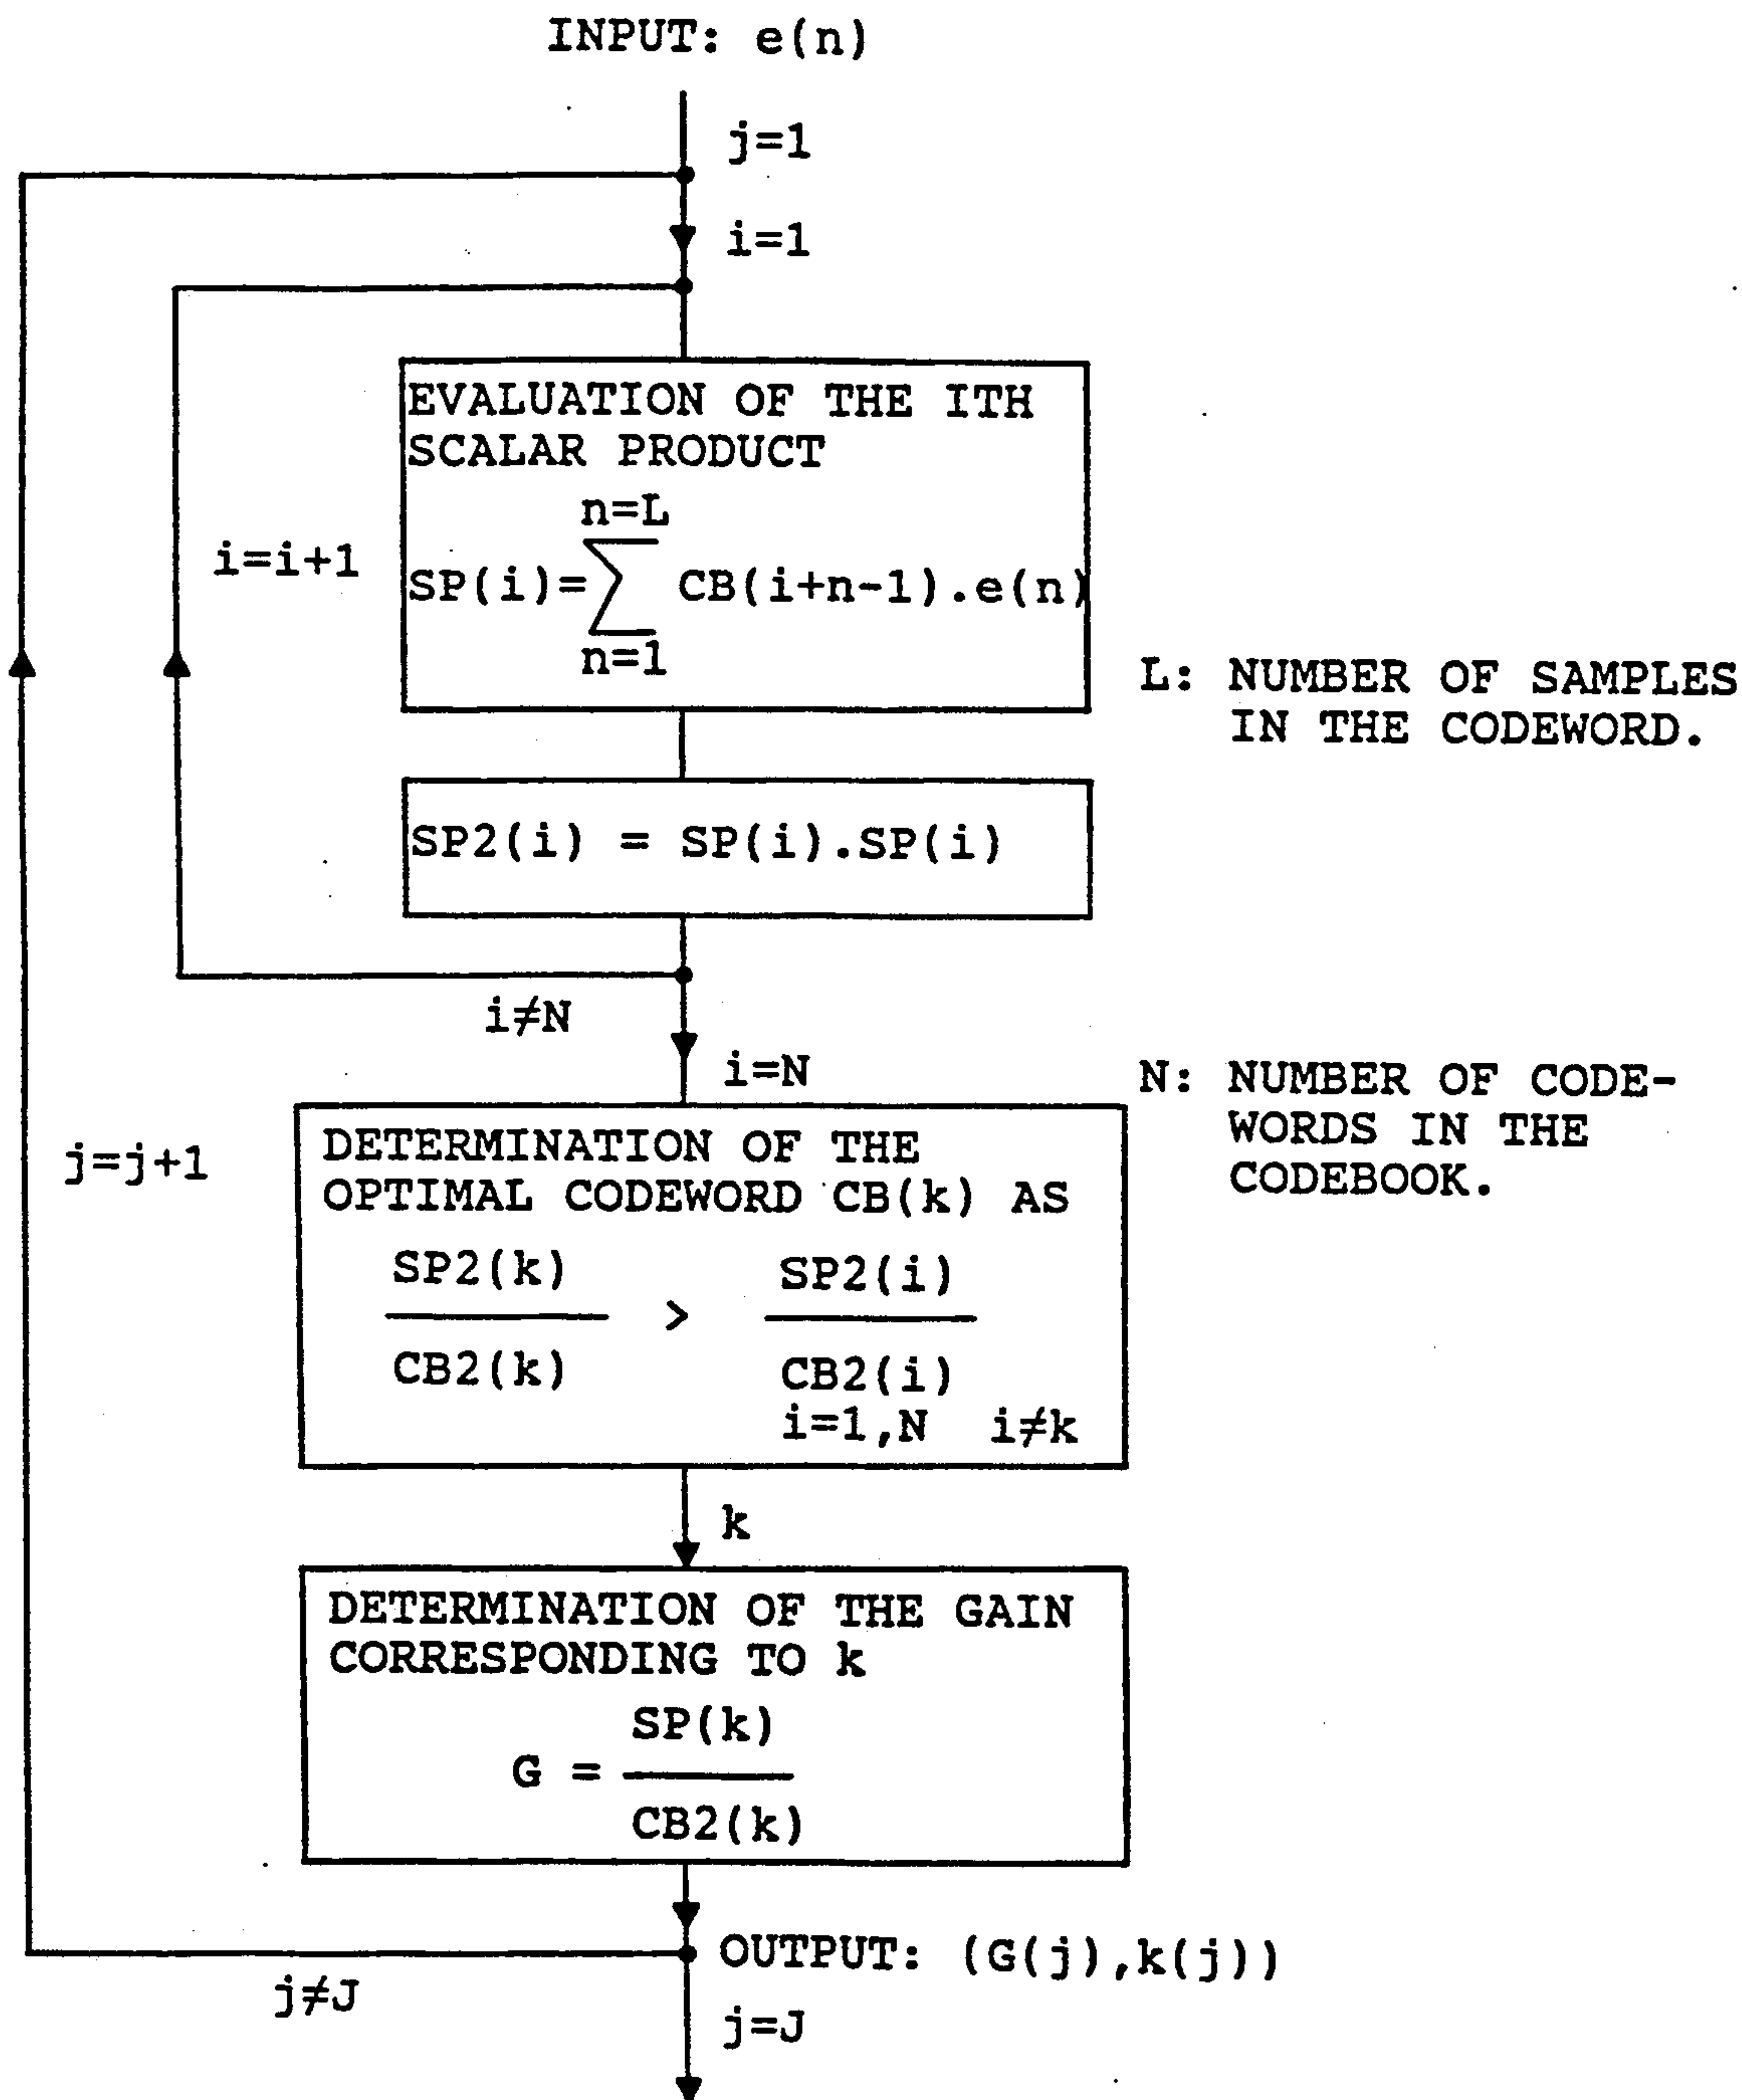 INPUT: e(n)
j=1
i=1
EVALUATION OF THE ITH
SCALAR PRODUCT
n=L
SP(i)=∑ CB(i+n-1).e(n)
n=1
i=i+1
L: NUMBER OF SAMPLES
IN THE CODEWORD.
SP2(i) = SP(i).SP(i)
i≠N
i=N
N: NUMBER OF CODE-
WORDS IN THE
CODEBOOK.
j=j+1
DETERMINATION OF THE
OPTIMAL CODEWORD CB(k) AS
SP2(k) > SP2(i)
CB2(k) CB2(i)
i=1,N i≠k
k
DETERMINATION OF THE GAIN
CORRESPONDING TO k
SP(k)
G =
CB2(k)
OUTPUT: (G(j),k(j))
j≠J
j=J